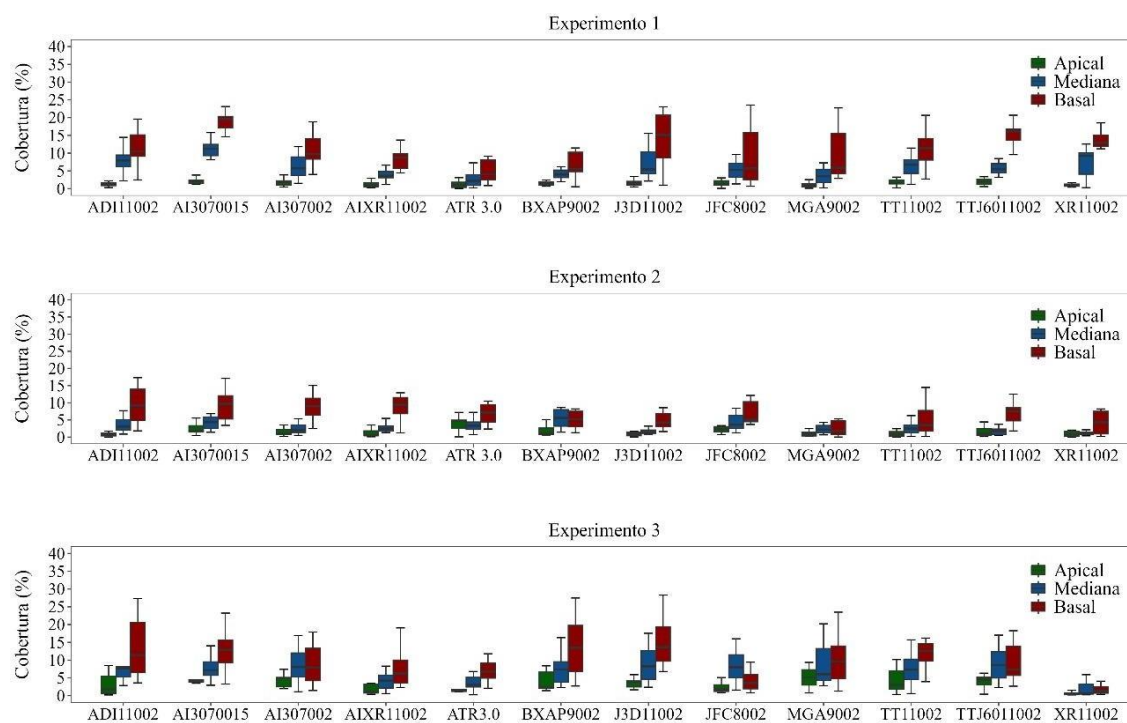 Experimento 1
Cobertura (%)
40
35
30
25
20
15
10
5
0
Apical
Mediana
Basal
ADI11002 AI3070015 AI307002 AIXR11002 ATR 3.0 BXAP9002 J3D11002 JFC8002 MGA9002 TT11002 TTJ6011002 XR11002
Experimento 2
Cobertura (%)
40
35
30
25
20
15
10
5
0
Apical
Mediana
Basal
ADI11002 AI3070015 AI307002 AIXR11002 ATR 3.0 BXAP9002 J3D11002 JFC8002 MGA9002 TT11002 TTJ6011002 XR11002
Experimento 3
Cobertura (%)
40
35
30
25
20
15
10
5
0
Apical
Mediana
Basal
ADI11002 AI3070015 AI307002 AIXR11002 ATR3.0 BXAP9002 J3D11002 JFC8002 MGA9002 TT11002 TTJ6011002 XR11002